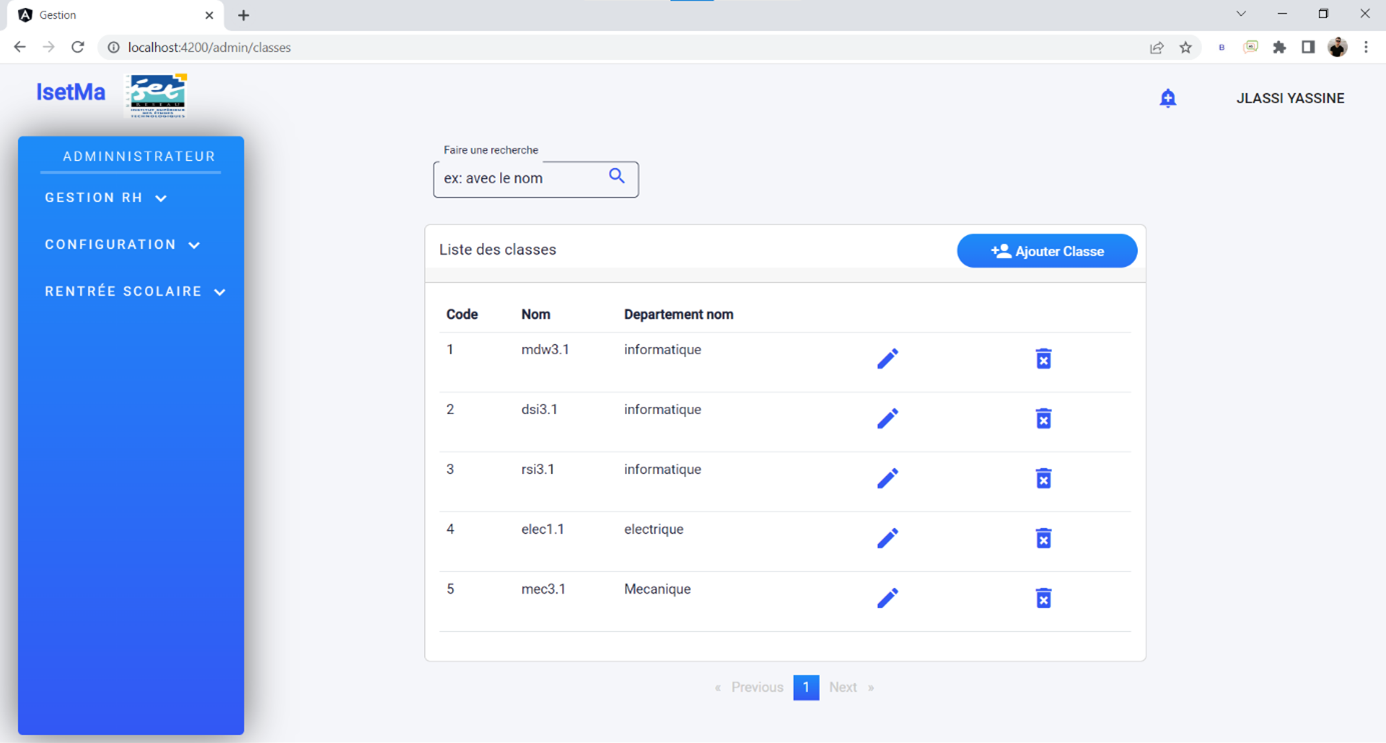 Gestion
localhost:4200/admin/classes
IsetMa
JLASSI YASSINE
ADMINNISTRATEUR
GESTION RH
CONFIGURATION
RENTRÉE SCOLAIRE
Faire une recherche
ex: avec le nom
Liste des classes
Ajouter Classe
Code Nom Departement nom
1 mdw3.1 informatique
2 dsi3.1 informatique
3 rsi3.1 informatique
4 elec1.1 electrique
5 mec3.1 Mecanique
« Previous 1 Next »